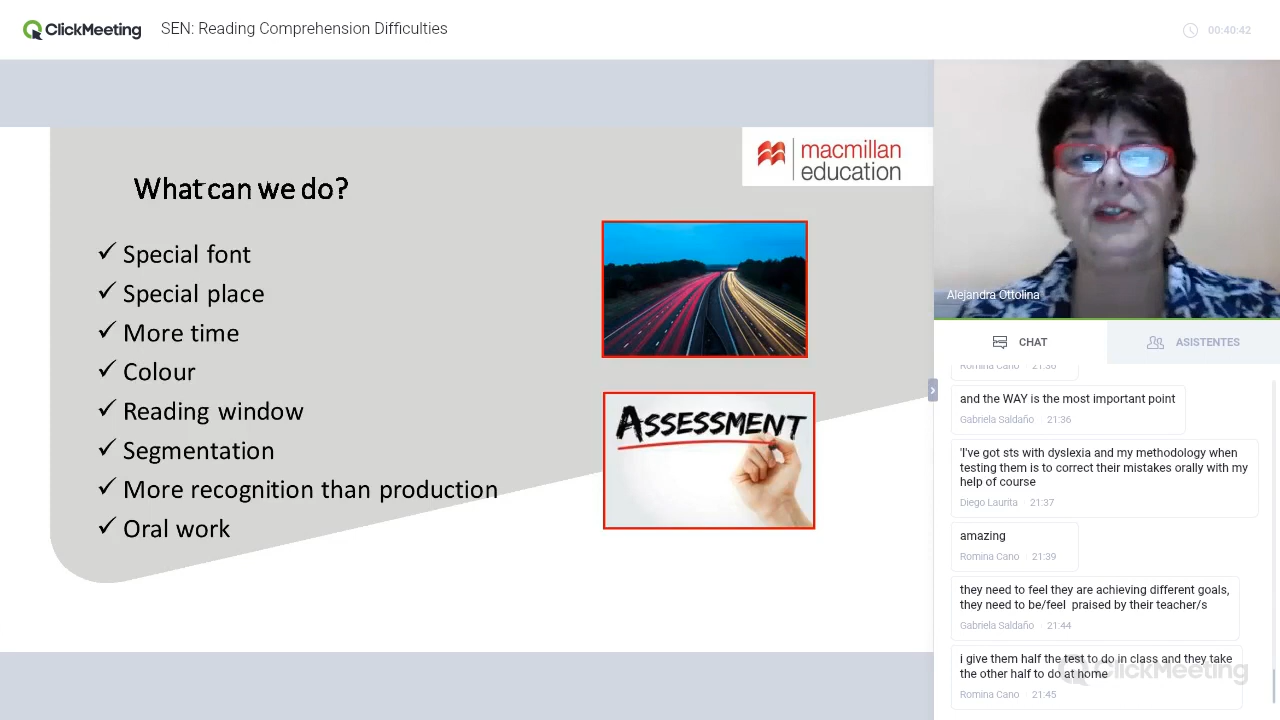 ClickMeeting
SEN: Reading Comprehension Difficulties
00:40:42
macmillan
education
What can we do?
✓ Special font
✓ Special place
✓ More time
✓ Colour
✓ Reading window
✓ Segmentation
✓ More recognition than production
✓ Oral work
ASSESSMENT
Alejandra Ottolina
CHAT
ASISTENTES
Romina Cano · 21:36
and the WAY is the most important point
Gabriela Saldaño · 21:36
'I've got sts with dyslexia and my methodology when
testing them is to correct their mistakes orally with my
help of course
Diego Laurita · 21:37
amazing
Romina Cano · 21:39
they need to feel they are achieving different goals,
they need to be/feel praised by their teacher/s
Gabriela Saldaño · 21:44
i give them half the test to do in class and they take
the other half to do at home
Romina Cano · 21:45
ClickMeeting